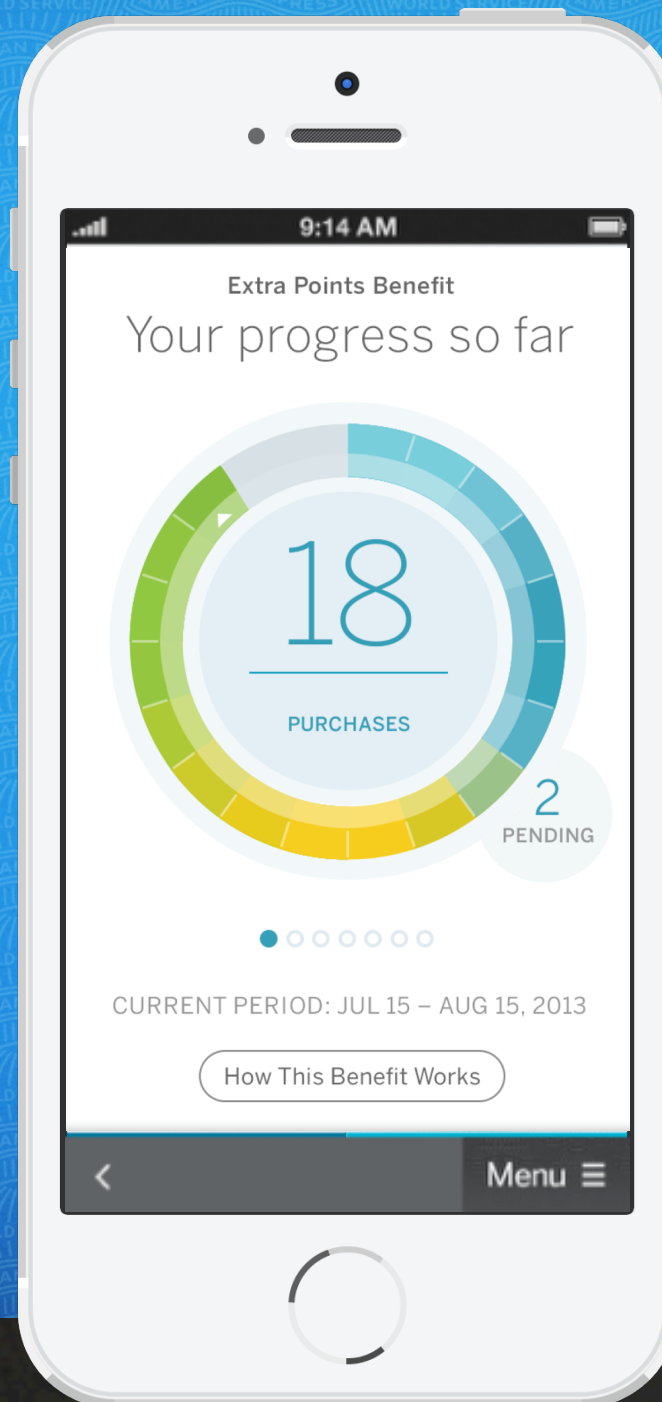 9:14 AM
Extra Points Benefit
Your progress so far
18
PURCHASES
2
PENDING
CURRENT PERIOD: JUL 15 – AUG 15, 2013
How This Benefit Works
Menu